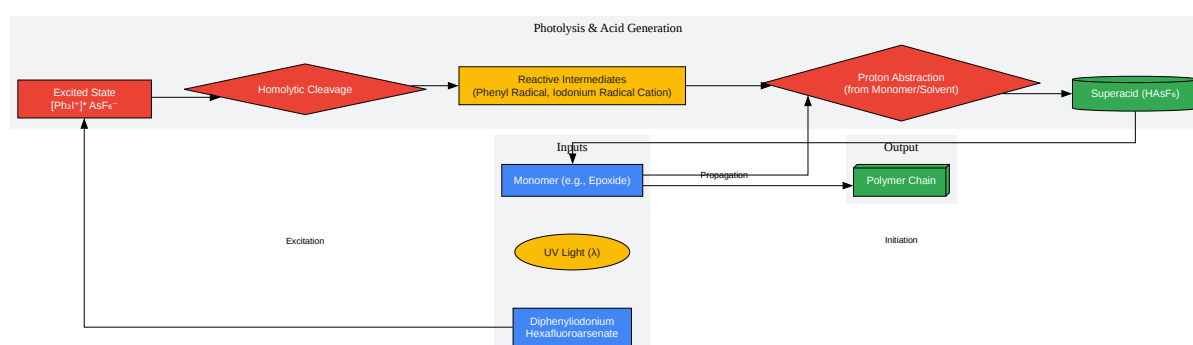 Photolysis & Acid Generation
Excited State
[Ph₂I⁺]* AsF₆⁻
Homolytic Cleavage
Reactive Intermediates
(Phenyl Radical, Iodonium Radical Cation)
Proton Abstraction
(from Monomer/Solvent)
Superacid (HAsF₆)
Inputs
Output
Monomer (e.g., Epoxide)
Propagation
Polymer Chain
Excitation
UV Light (λ)
Initiation
Diphenyliodonium
Hexafluoroarsenate